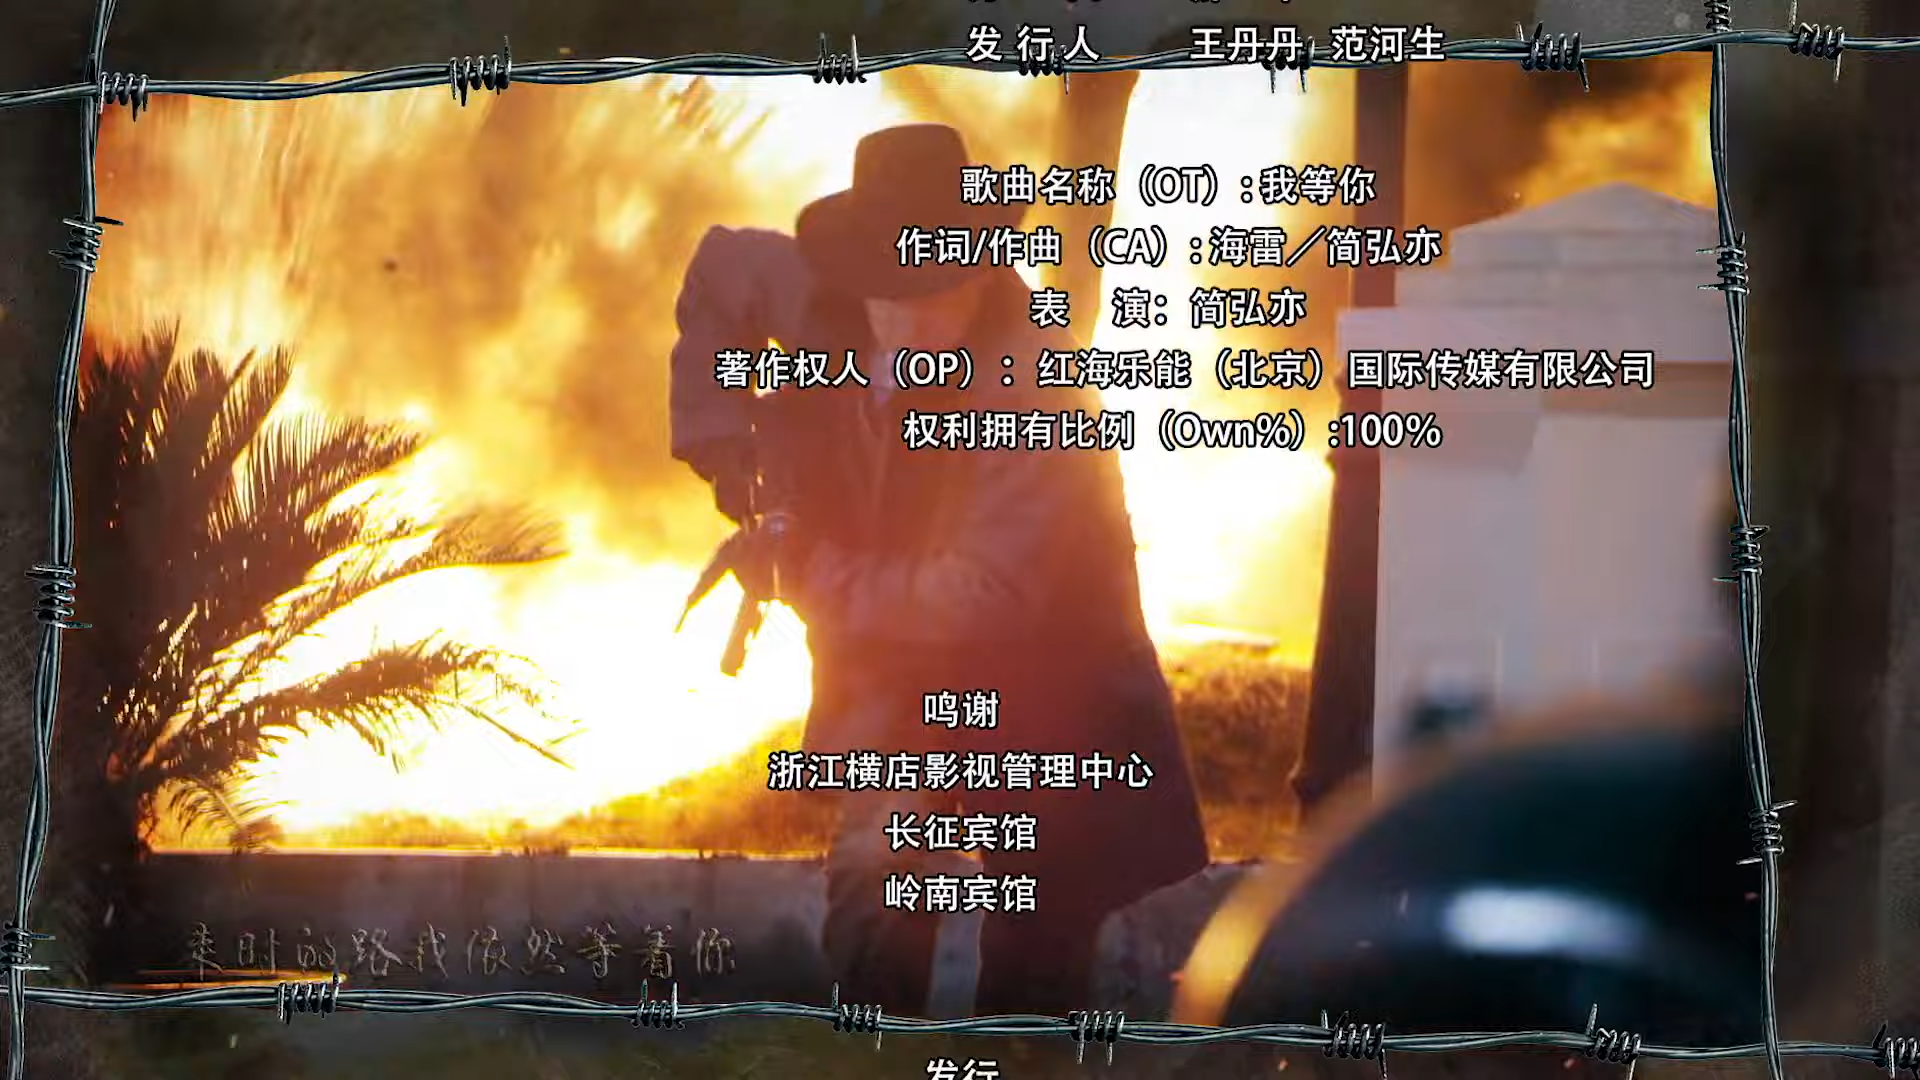 发行人 王丹丹 范河生
歌曲名称（OT）:我等你
作词/作曲（CA）:海雷／简弘亦
表 演：简弘亦
著作权人（OP）：红海乐能（北京）国际传媒有限公司
权利拥有比例（Own%）:100%
鸣谢
浙江横店影视管理中心
长征宾馆
岭南宾馆
来时的路我依然等着你
发行